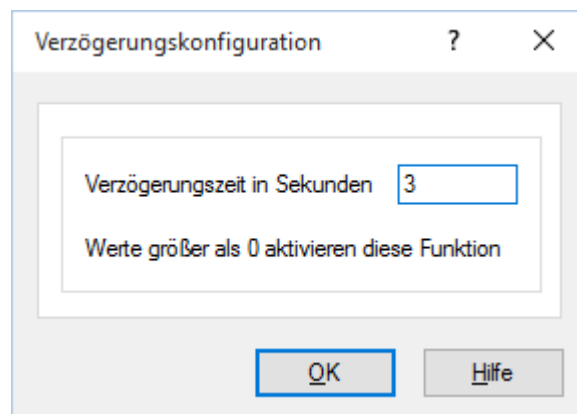 Verzögerungskonfiguration ?
Verzögerungszeit in Sekunden 3
Werte größer als 0 aktivieren diese Funktion
OK Hilfe